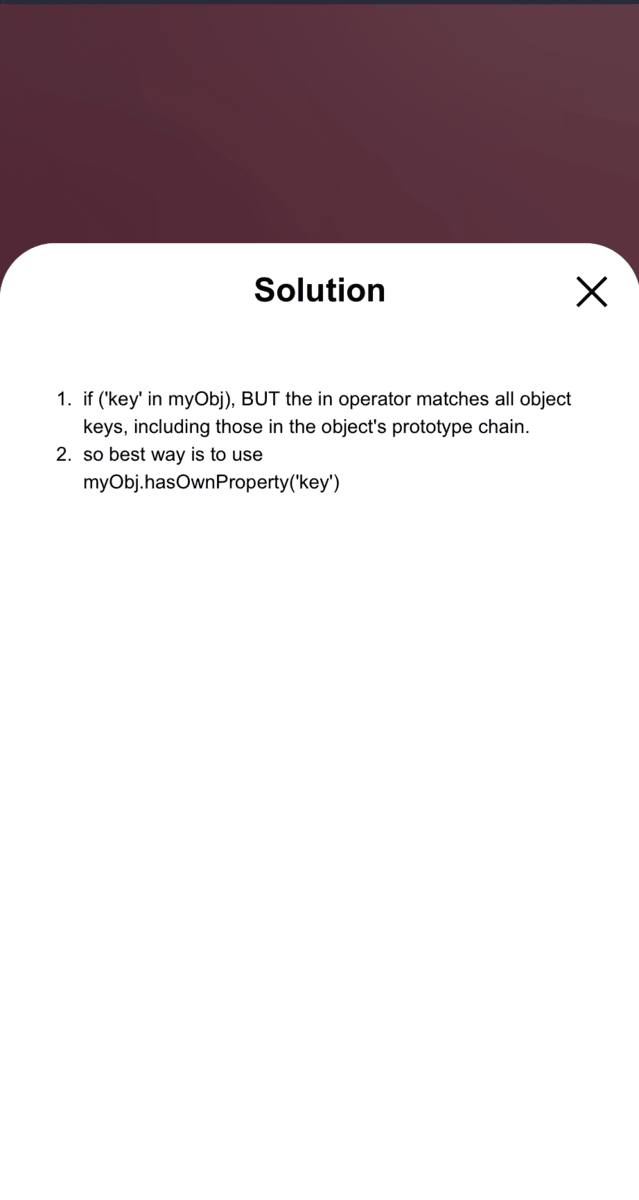 Solution
1. if ('key' in myObj), BUT the in operator matches all object
keys, including those in the object's prototype chain.
2. so best way is to use
myObj.hasOwnProperty('key')